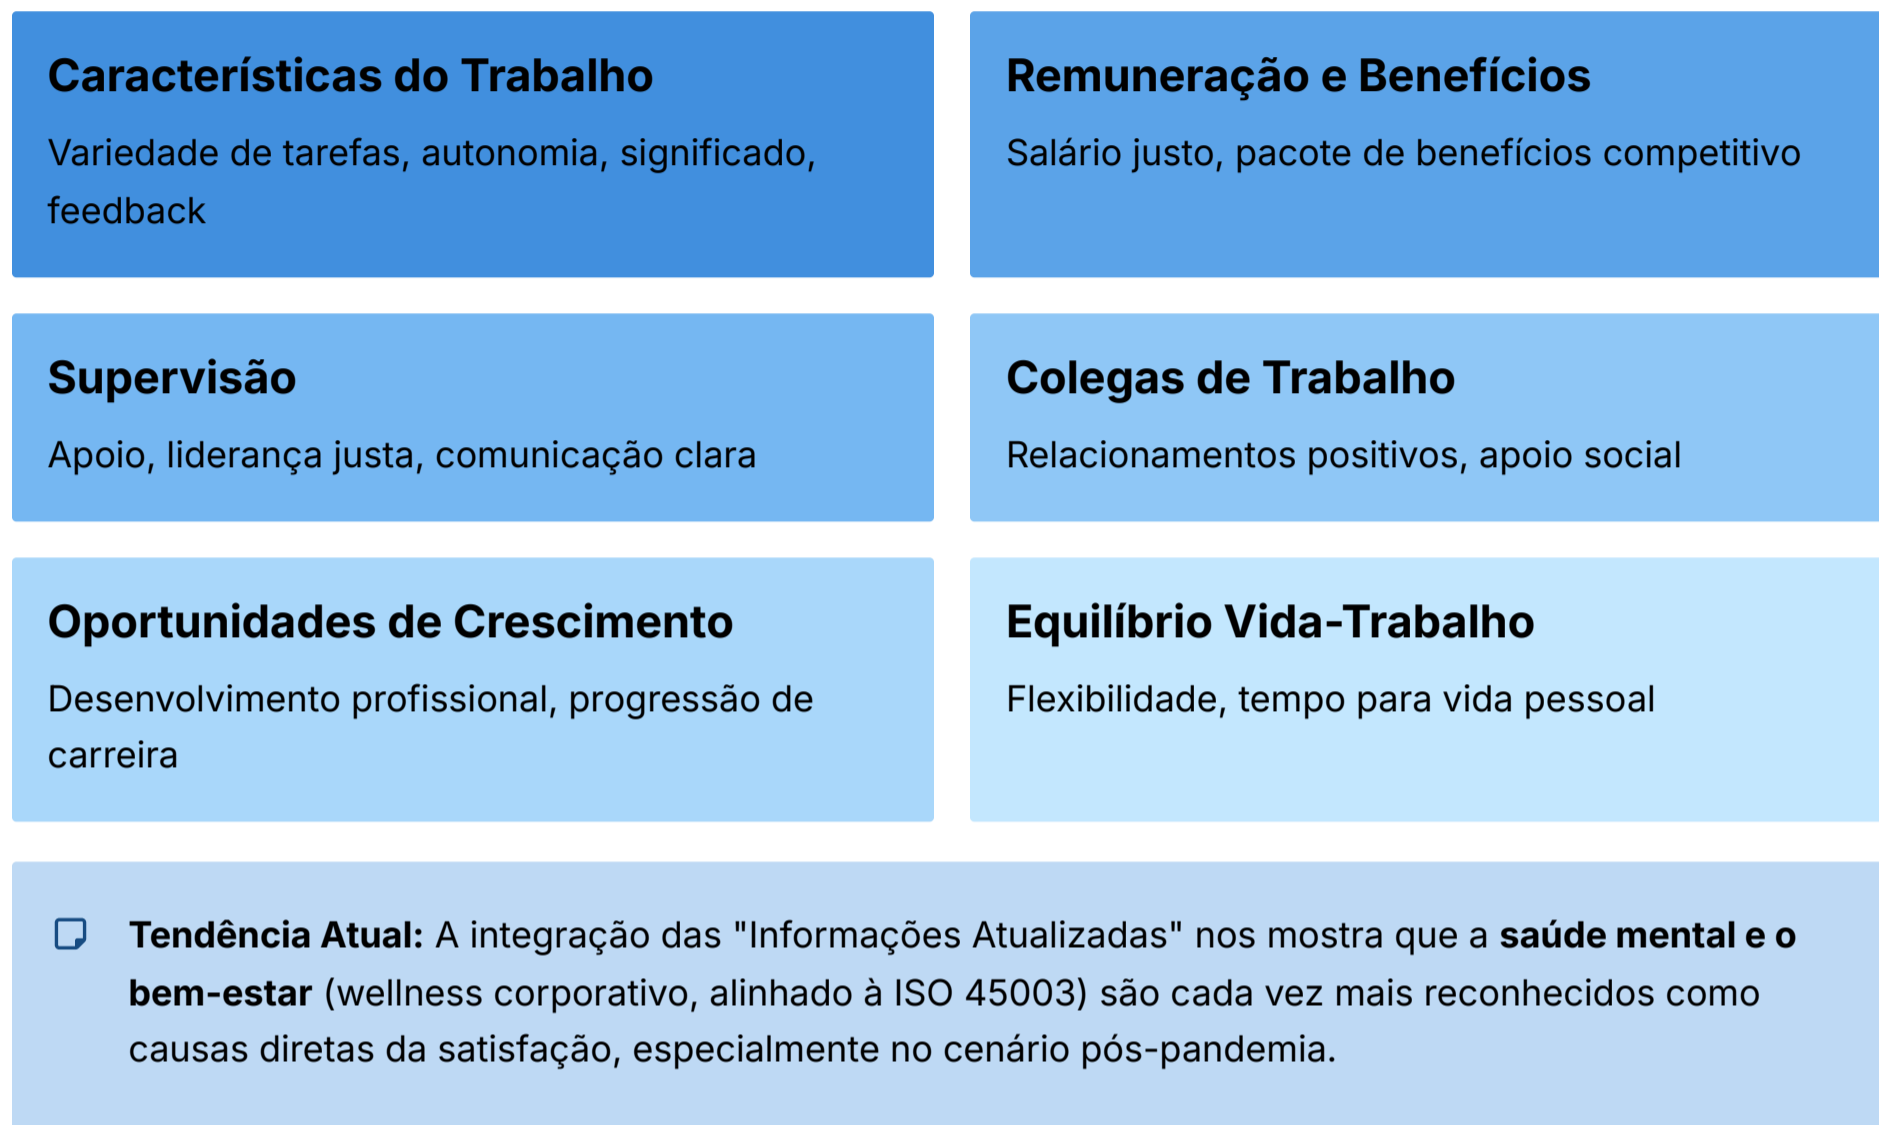 Características do Trabalho
Variedade de tarefas, autonomia, significado,
feedback
Remuneração e Benefícios
Salário justo, pacote de benefícios competitivo
Supervisão
Apoio, liderança justa, comunicação clara
Colegas de Trabalho
Relacionamentos positivos, apoio social
Oportunidades de Crescimento
Desenvolvimento profissional, progressão de
carreira
Equilíbrio Vida-Trabalho
Flexibilidade, tempo para vida pessoal
Tendência Atual: A integração das "Informações Atualizadas" nos mostra que a saúde mental e o
bem-estar (wellness corporativo, alinhado à ISO 45003) são cada vez mais reconhecidos como
causas diretas da satisfação, especialmente no cenário pós-pandemia.